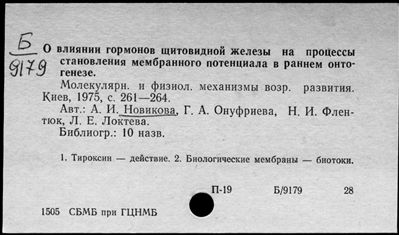 Б
9179
О влиянии гормонов щитовидной железы на процессы
становления мембранного потенциала в раннем онто-
генезе.
Молекулярн. и физиол. механизмы возр. развития.
Киев, 1975, с. 261—264.
Авт.: А. И. Новикова, Г. А. Онуфриева, Н. И. Флен-
тюк, Л. Е. Локтева.
Библиогр.: 10 назв.
1. Тироксин — действие. 2. Биологические мембраны — биотоки.
П-19 Б/9179 28
1505 СБМБ при ГЦНМБ